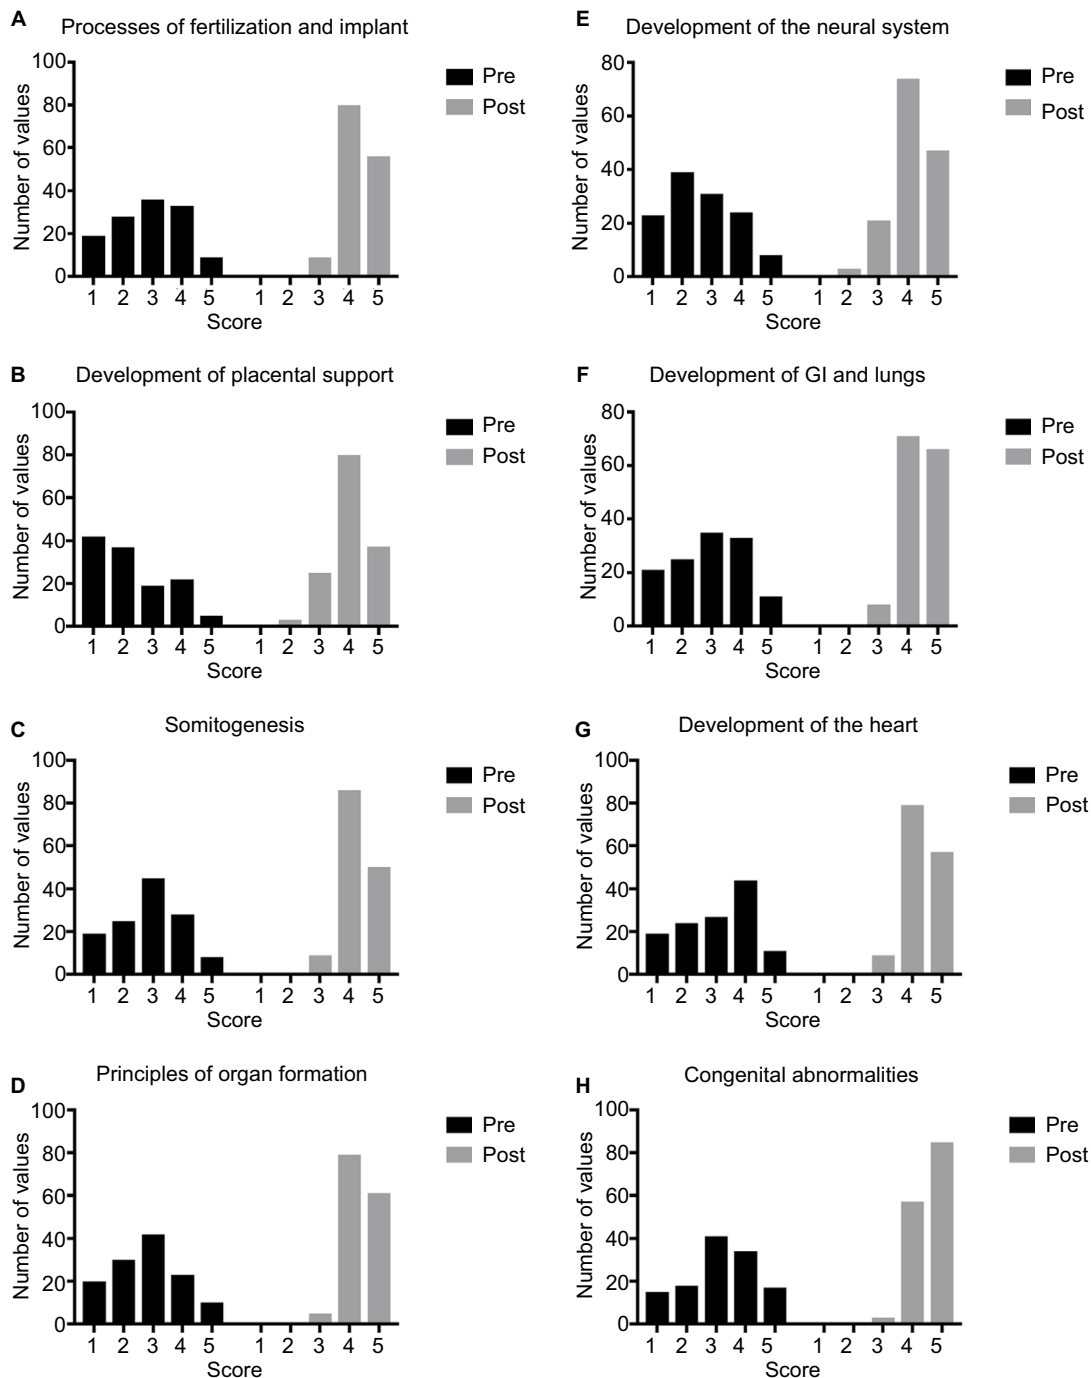 A
Processes of fertilization and implant
Number of values
100
80
60
40
20
0
1 2 3 4 5 1 2 3 4 5
Score
Pre
Post
B
Development of placental support
Number of values
100
80
60
40
20
0
1 2 3 4 5 1 2 3 4 5
Score
Pre
Post
C
Somitogenesis
Number of values
100
80
60
40
20
0
1 2 3 4 5 1 2 3 4 5
Score
Pre
Post
D
Principles of organ formation
Number of values
100
80
60
40
20
0
1 2 3 4 5 1 2 3 4 5
Score
Pre
Post
E
Development of the neural system
Number of values
80
60
40
20
0
1 2 3 4 5 1 2 3 4 5
Score
Pre
Post
F
Development of GI and lungs
Number of values
80
60
40
20
0
1 2 3 4 5 1 2 3 4 5
Score
Pre
Post
G
Development of the heart
Number of values
100
80
60
40
20
0
1 2 3 4 5 1 2 3 4 5
Score
Pre
Post
H
Congenital abnormalities
Number of values
100
80
60
40
20
0
1 2 3 4 5 1 2 3 4 5
Score
Pre
Post